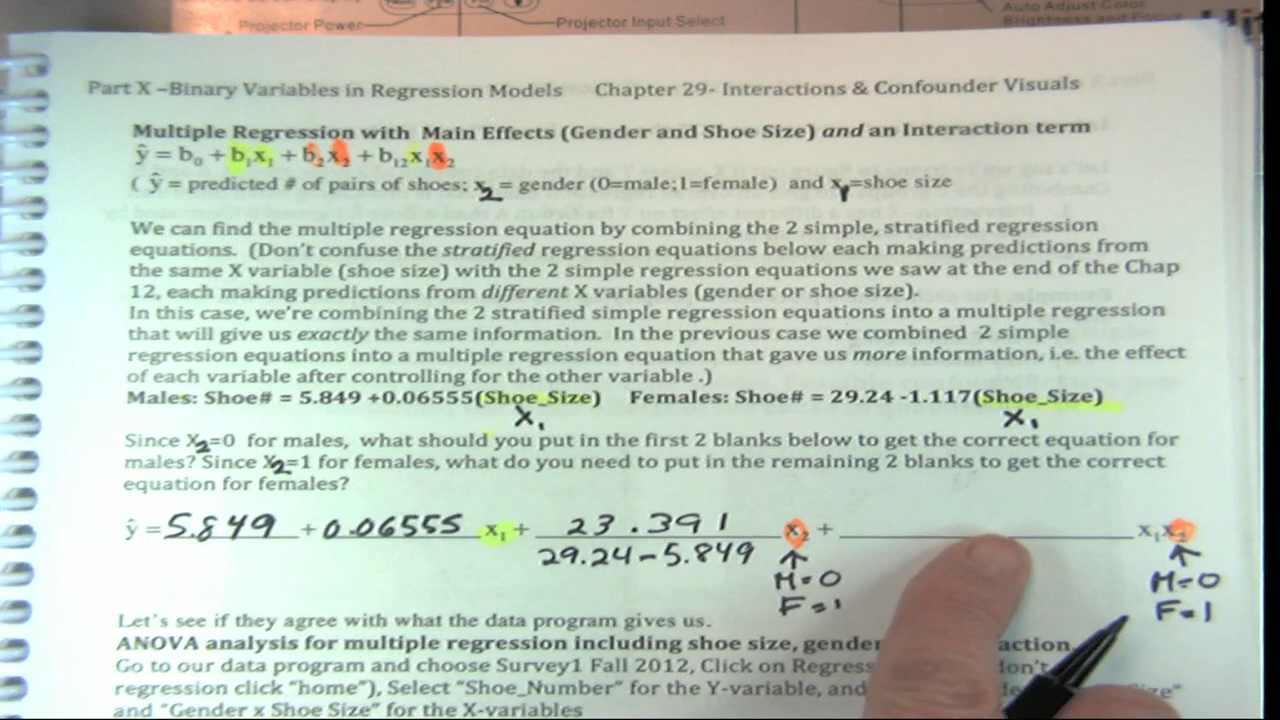 Projector Power
Projector Input Select
Auto Adjust Color
Part X –Binary Variables in Regression Models Chapter 29- Interactions & Confounder Visuals
Multiple Regression with Main Effects (Gender and Shoe Size) and an Interaction term
ŷ = b₀ + b₁x₁ + b₂x₂ + b₁₂x₁x₂
( ŷ = predicted # of pairs of shoes; x₂ = gender (0=male;1=female) and x₁=shoe size
We can find the multiple regression equation by combining the 2 simple, stratified regression
equations. (Don't confuse the stratified regression equations below each making predictions from
the same X variable (shoe size) with the 2 simple regression equations we saw at the end of the Chap
12, each making predictions from different X variables (gender or shoe size).
In this case, we're combining the 2 stratified simple regression equations into a multiple regression
that will give us exactly the same information. In the previous case we combined 2 simple
regression equations into a multiple regression equation that gave us more information, i.e. the effect
of each variable after controlling for the other variable .)
Males: Shoe# = 5.849 +0.06555(Shoe_Size) Females: Shoe# = 29.24 -1.117(Shoe_Size)
X₁ X₁
Since X₂=0 for males, what should you put in the first 2 blanks below to get the correct equation for
males? Since X₂=1 for females, what do you need to put in the remaining 2 blanks to get the correct
equation for females?
ŷ = 5.849 + 0.06555 x₁ + 23.391 x₂ + x₁x₂
29.24 - 5.849
M=0 M=0
F=1 F=1
Let's see if they agree with what the data program gives us.
ANOVA analysis for multiple regression including shoe size, gender action.
Go to our data program and choose Survey1 Fall 2012, Click on Regress don't
regression click "home"), Select "Shoe_Number" for the Y-variable, and
and "Gender x Shoe Size" for the X-variables